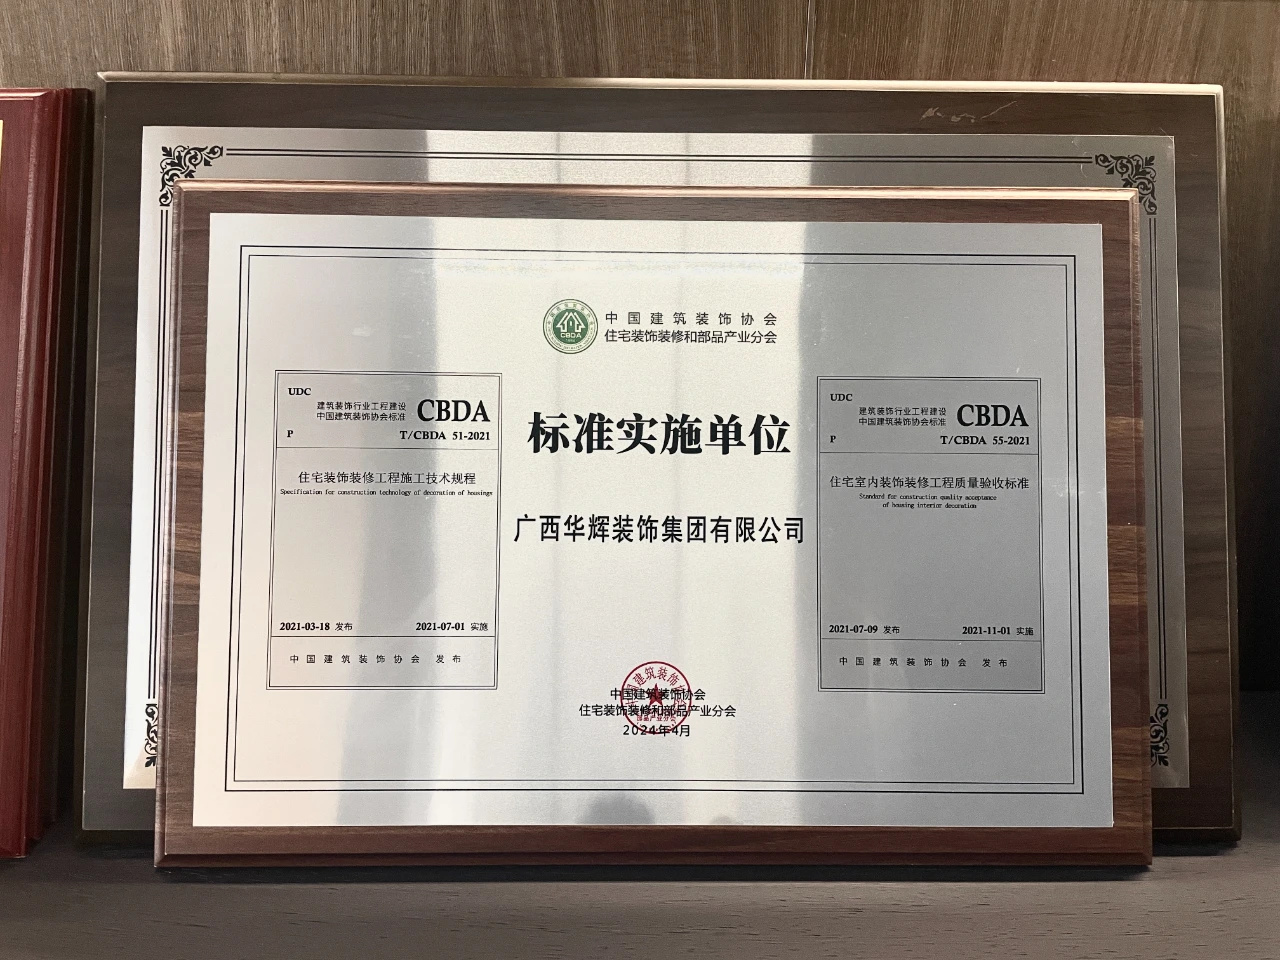 中国建筑装饰协会
住宅装饰装修和部品产业分会
CBDA
标准实施单位
广西华辉装饰集团有限公司
UDC
建筑装饰行业工程建设
中国建筑装饰协会标准
CBDA
P
T/CBDA 51-2021
住宅装饰装修工程施工技术规程
Specification for construction technology of decoration of housings
2021-03-18 发布
2021-07-01 实施
中国建筑装饰协会 发布
UDC
建筑装饰行业工程建设
中国建筑装饰协会标准
CBDA
P
T/CBDA 55-2021
住宅室内装饰装修工程质量验收标准
Standard for construction quality acceptance
of housing interior decoration
2021-07-09 发布
2021-11-01 实施
中国建筑装饰协会 发布
中国建筑装饰协会
住宅装饰装修和部品产业分会
2024年4月